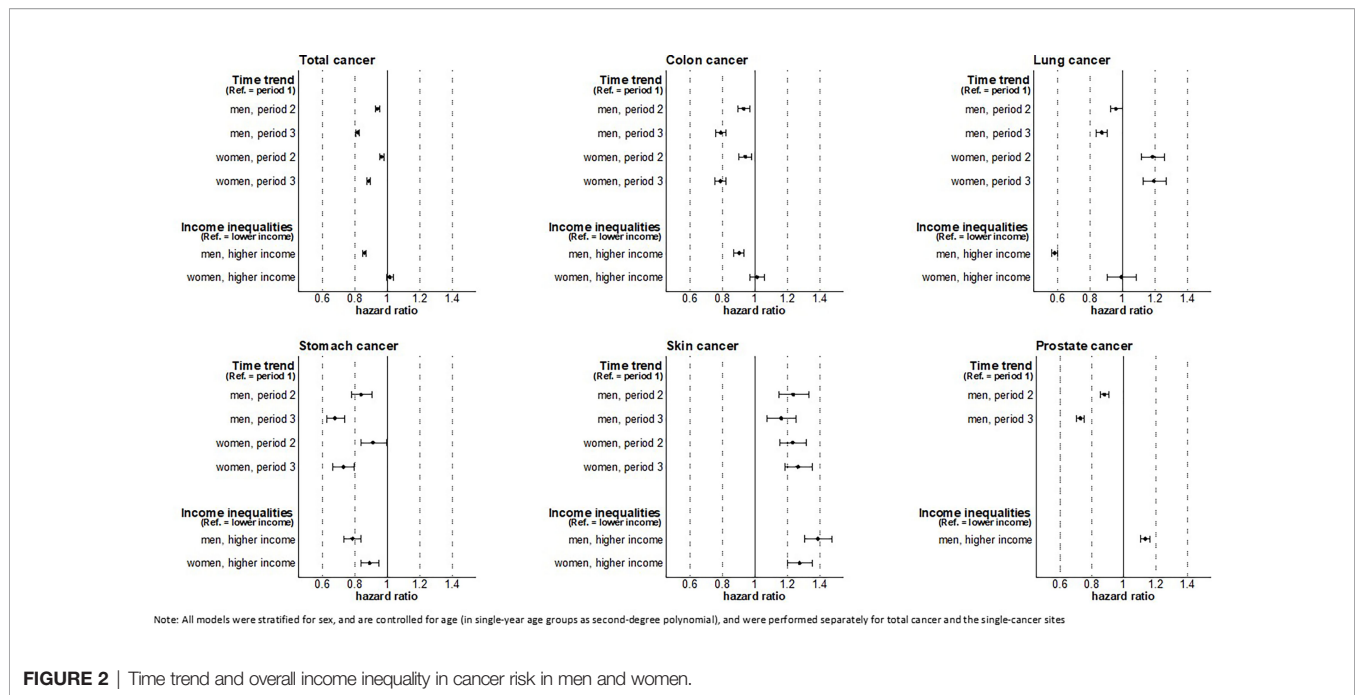 Total cancer
Time trend
(Ref. = period 1)
men, period 2
men, period 3
women, period 2
women, period 3
Income inequalities
(Ref. = lower income)
men, higher income
women, higher income
0.6 0.8 1 1.2 1.4
hazard ratio
Colon cancer
Time trend
(Ref. = period 1)
men, period 2
men, period 3
women, period 2
women, period 3
Income inequalities
(Ref. = lower income)
men, higher income
women, higher income
0.6 0.8 1 1.2 1.4
hazard ratio
Lung cancer
Time trend
(Ref. = period 1)
men, period 2
men, period 3
women, period 2
women, period 3
Income inequalities
(Ref. = lower income)
men, higher income
women, higher income
0.6 0.8 1 1.2 1.4
hazard ratio
Stomach cancer
Time trend
(Ref. = period 1)
men, period 2
men, period 3
women, period 2
women, period 3
Income inequalities
(Ref. = lower income)
men, higher income
women, higher income
0.6 0.8 1 1.2 1.4
hazard ratio
Skin cancer
Time trend
(Ref. = period 1)
men, period 2
men, period 3
women, period 2
women, period 3
Income inequalities
(Ref. = lower income)
men, higher income
women, higher income
0.6 0.8 1 1.2 1.4
hazard ratio
Prostate cancer
Time trend
(Ref. = period 1)
men, period 2
men, period 3
Income inequalities
(Ref. = lower income)
men, higher income
0.6 0.8 1 1.2 1.4
hazard ratio
Note: All models were stratified for sex, and are controlled for age (in single-year age groups as second-degree polynomial), and were performed separately for total cancer and the single-cancer sites
FIGURE 2 | Time trend and overall income inequality in cancer risk in men and women.